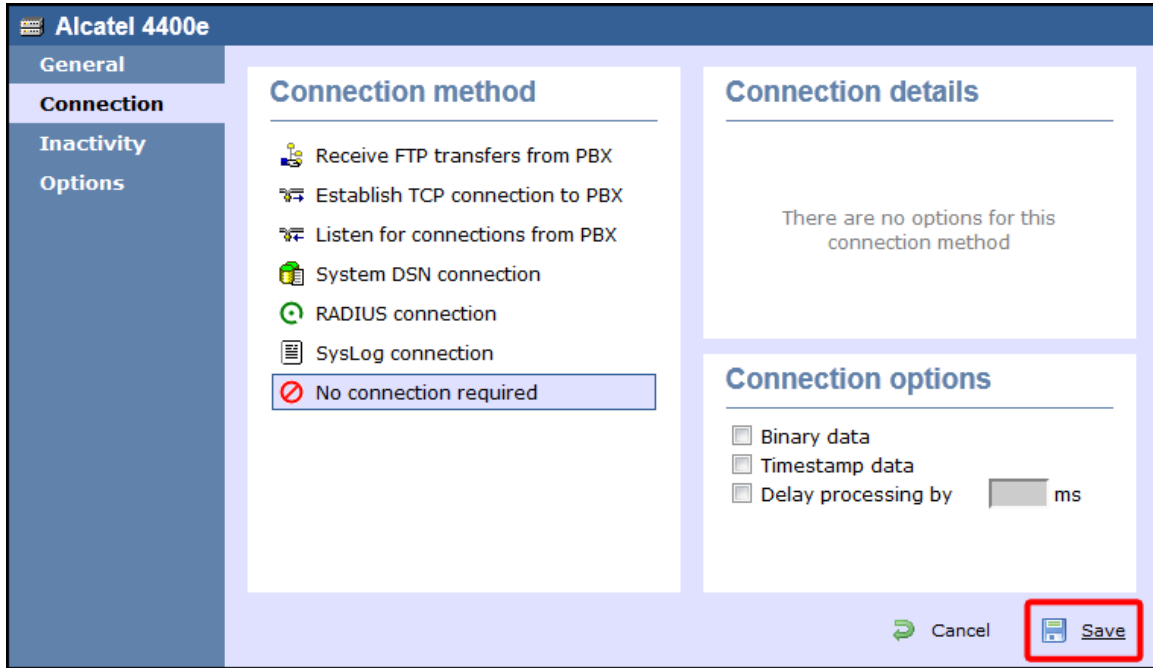 Alcatel 4400e
General
Connection
Inactivity
Options
Connection method
Receive FTP transfers from PBX
Establish TCP connection to PBX
Listen for connections from PBX
System DSN connection
RADIUS connection
SysLog connection
No connection required
Connection details
There are no options for this
connection method
Connection options
Binary data
Timestamp data
Delay processing by ms
Cancel Save